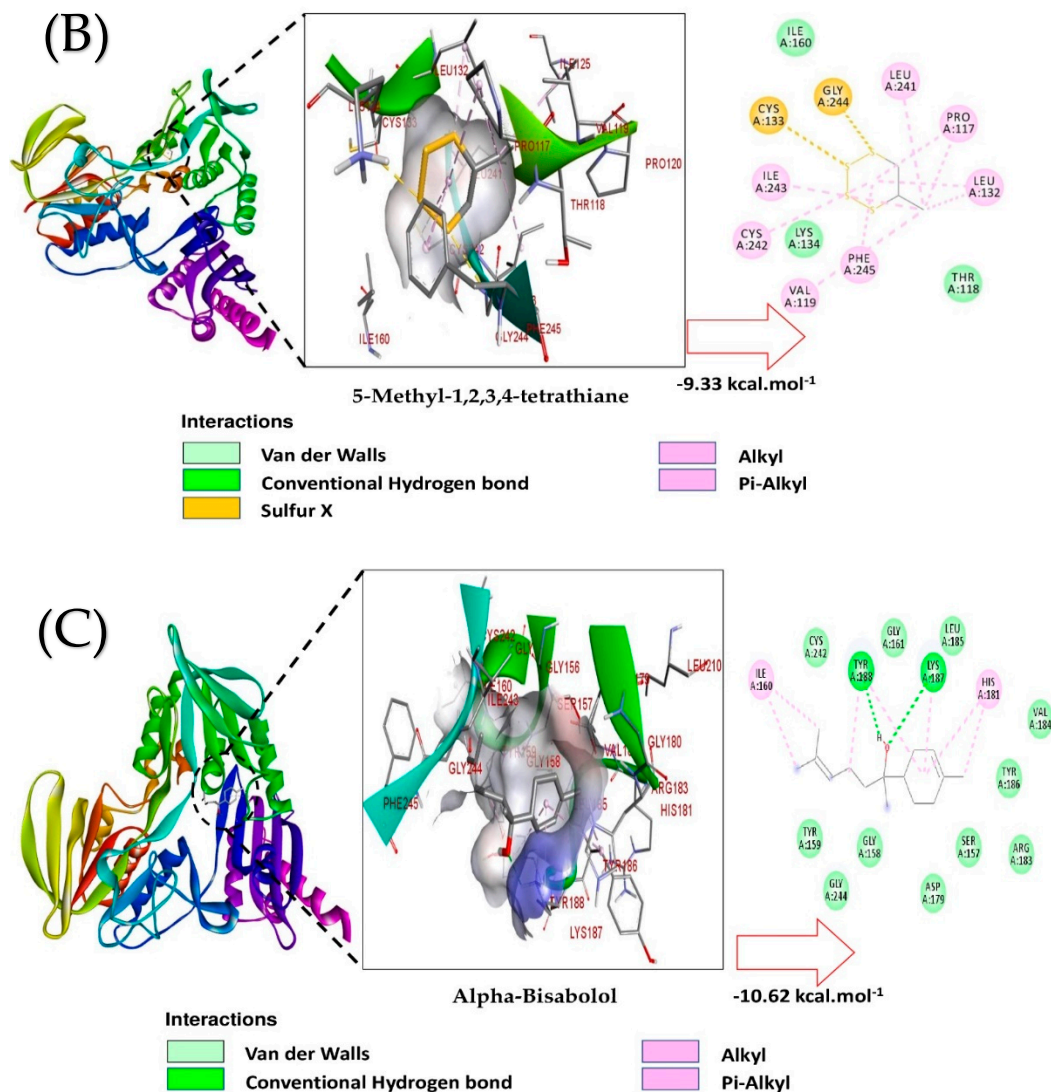 (B)
LEU132
ILE125
CYS133
VAL119
PRO117
PRO120
THR118
ILE160
GLY244
PHE245
ILE
A:160
LEU
A:241
GLY
A:244
CYS
A:133
PRO
A:117
ILE
A:243
LEU
A:132
CYS
A:242
LYS
A:134
PHE
A:245
THR
A:118
VAL
A:119
-9.33 kcal.mol⁻¹
5-Methyl-1,2,3,4-tetrathiane
Interactions
Van der Walls
Conventional Hydrogen bond
Sulfur X
Alkyl
Pi-Alkyl
(C)
CYS242
GLY156
LEU210
ILE243
SER157
GLY158
GLY180
GLY244
ARG183
PHE245
HIS181
TYR186
TYR188
LYS187
CYS
A:242
GLY
A:161
LEU
A:185
ILE
A:160
TYR
A:188
LYS
A:187
HIS
A:181
VAL
A:184
H
TYR
A:186
TYR
A:159
GLY
A:158
SER
A:157
ARG
A:183
GLY
A:244
ASP
A:179
-10.62 kcal.mol⁻¹
Alpha-Bisabolol
Interactions
Van der Walls
Conventional Hydrogen bond
Alkyl
Pi-Alkyl